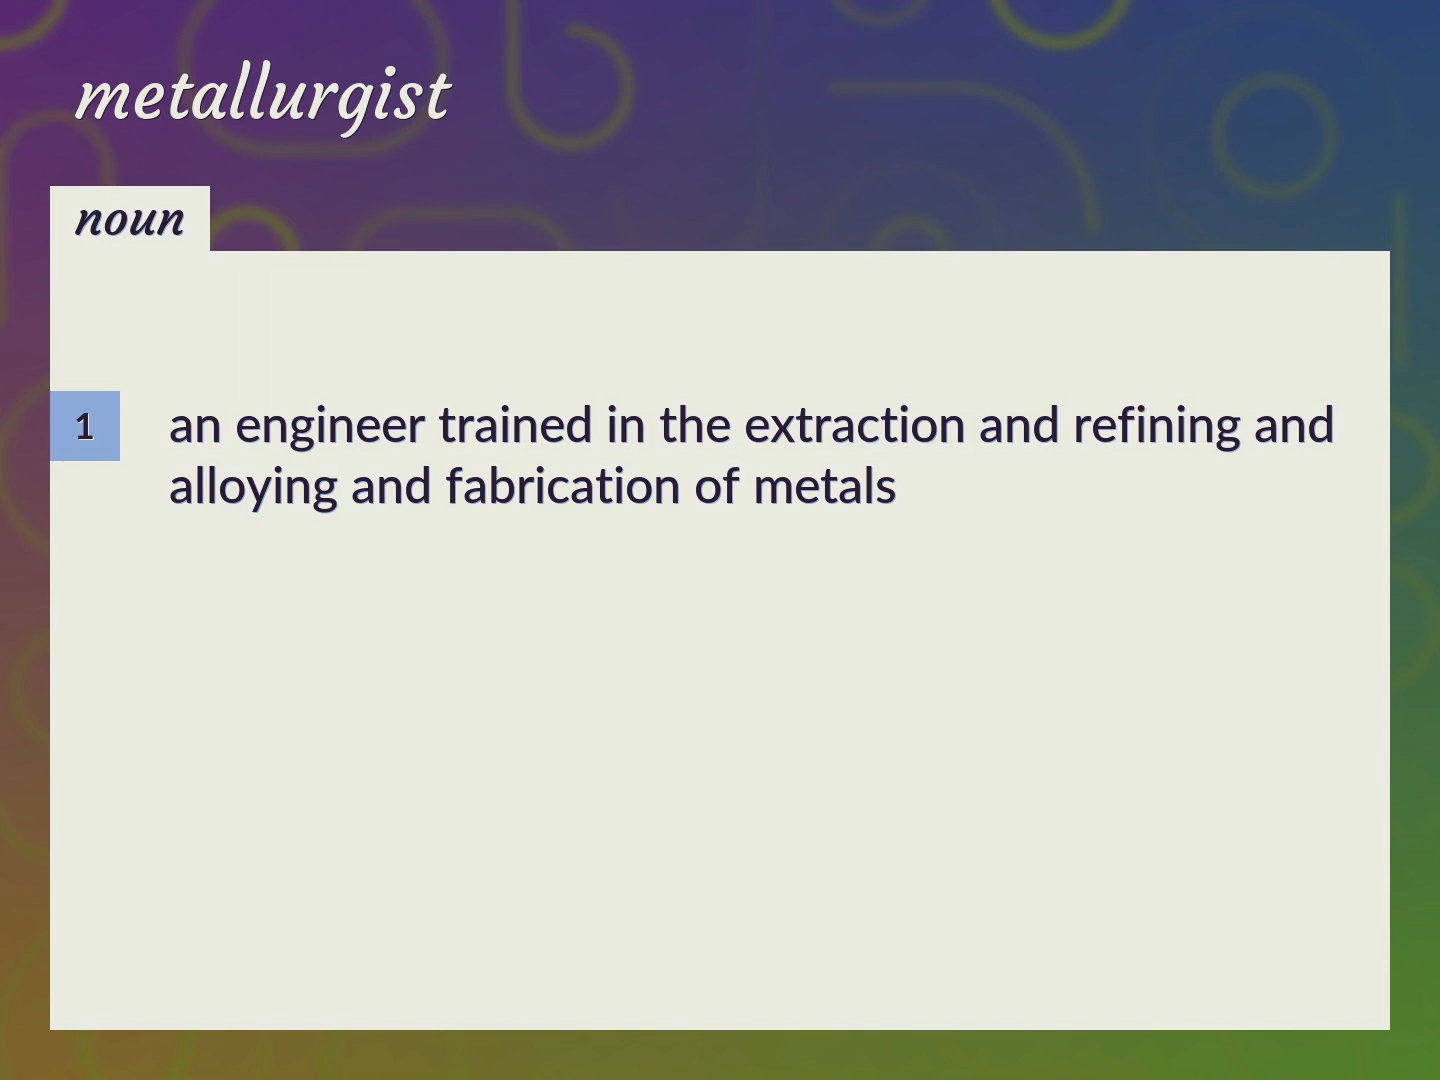 metallurgist
noun
1 an engineer trained in the extraction and refining and
alloying and fabrication of metals